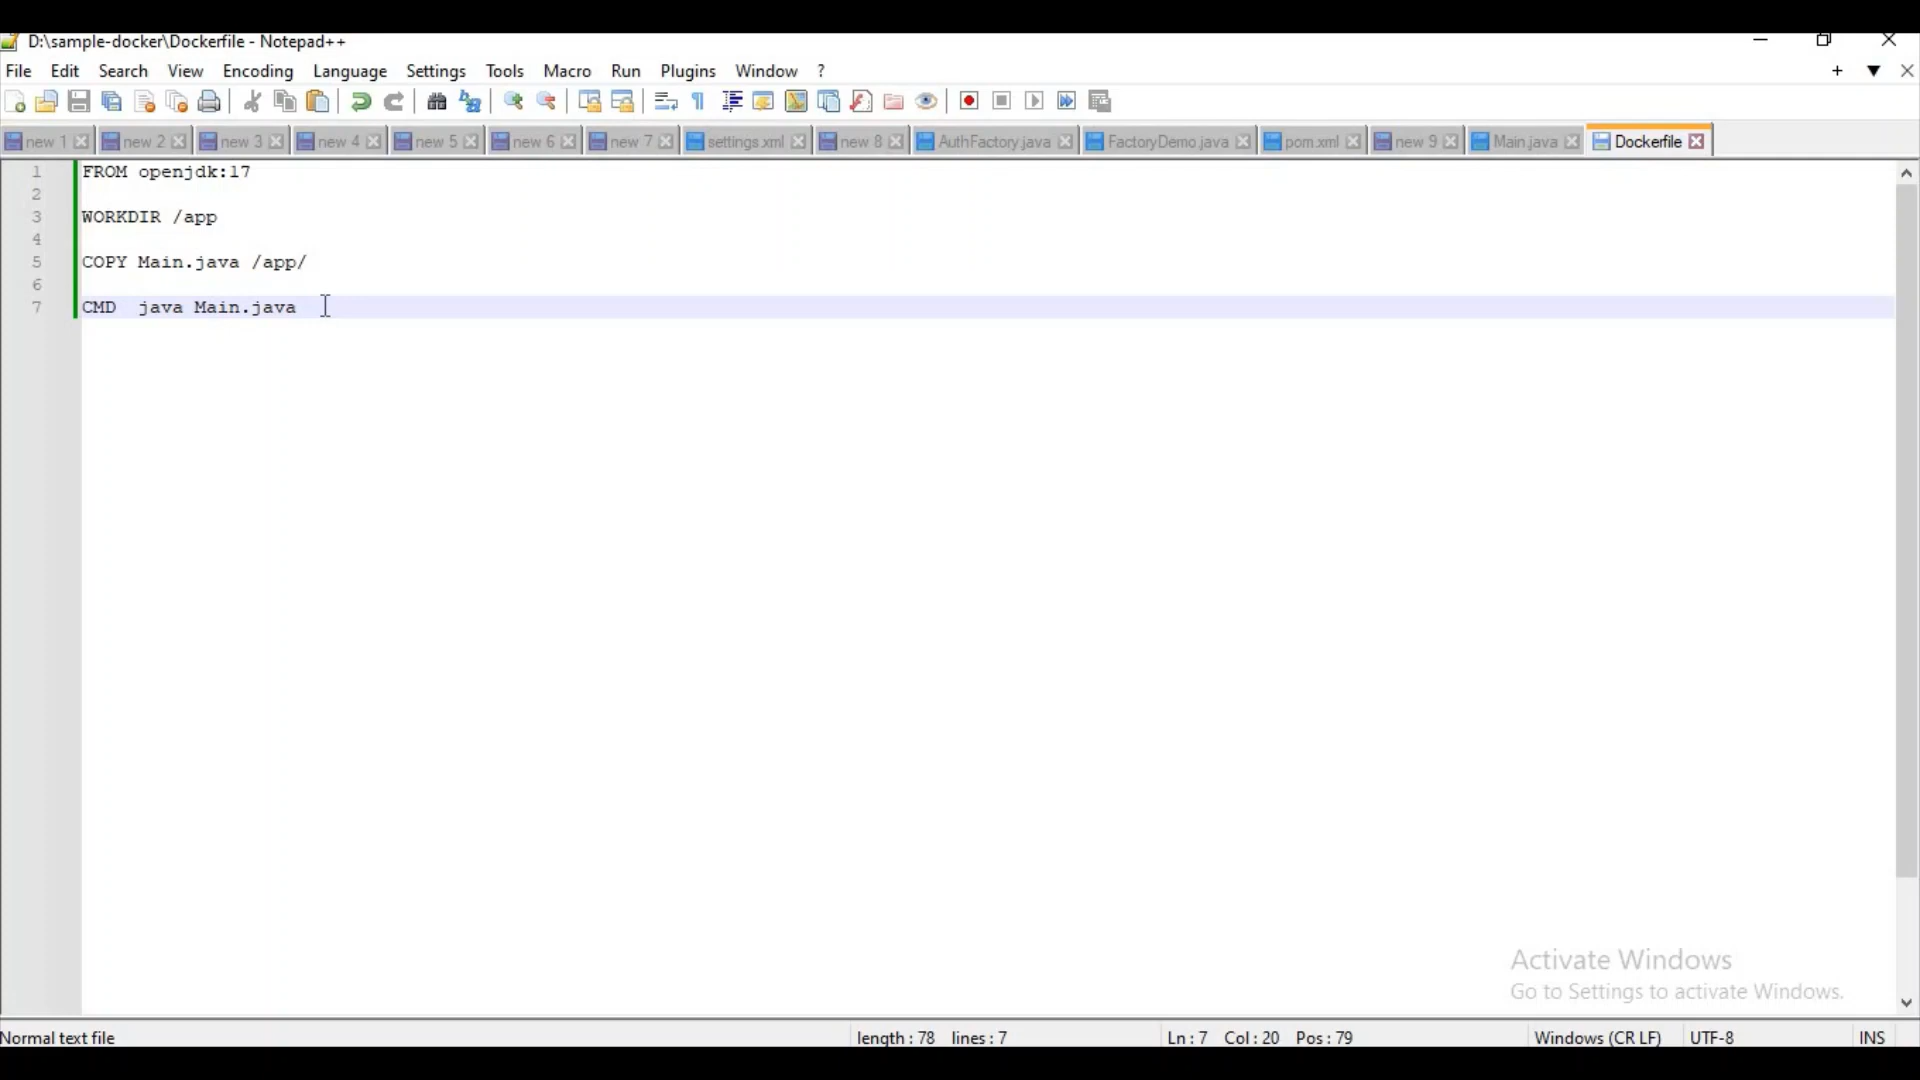 D:\sample-docker\Dockerfile - Notepad++
File Edit Search View Encoding Language Settings Tools Macro Run Plugins Window ?
new 1 new 2 new 3 new 4 new 5 new 6 new 7 settings.xml new 8 AuthFactory.java FactoryDemo.java pom.xml new 9 Main.java Dockerfile
1 FROM openjdk:17
2
3 WORKDIR /app
4
5 COPY Main.java /app/
6
7 CMD  java Main.java
Activate Windows
Go to Settings to activate Windows.
Normal text file length : 78 lines : 7 Ln : 7 Col : 20 Pos : 79 Windows (CR LF) UTF-8 INS